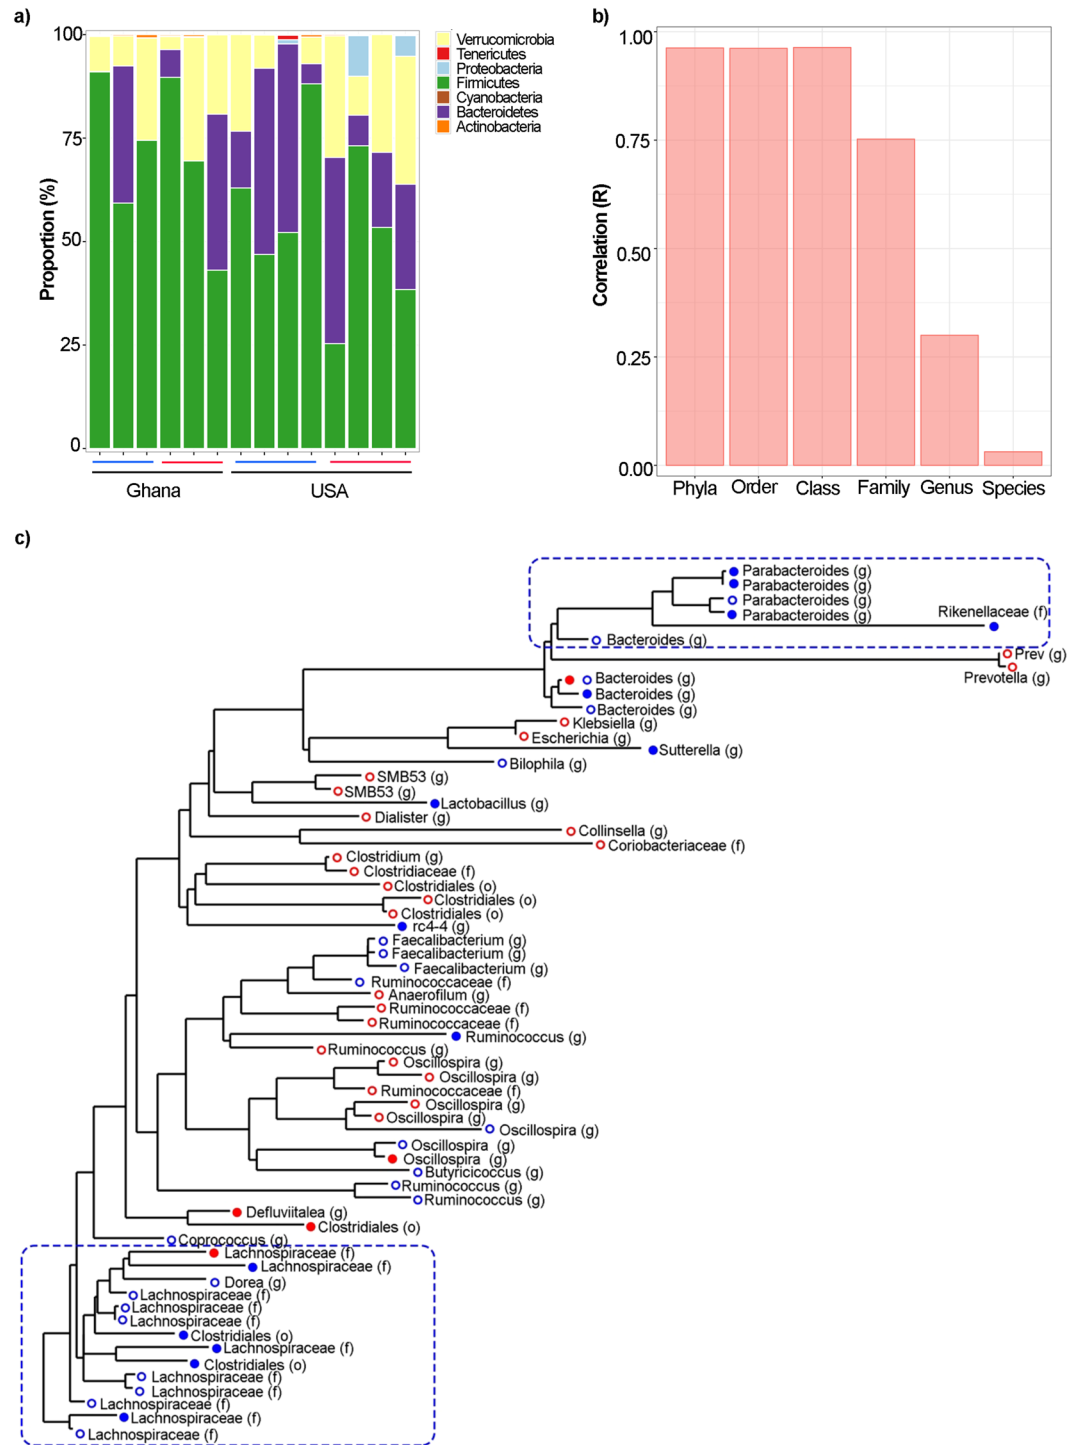 a)
100
75
50
25
0
Proportion (%)
Verrucomicrobia
Tenericutes
Proteobacteria
Firmicutes
Cyanobacteria
Bacteroidetes
Actinobacteria
Ghana
USA
b)
1.00
0.75
0.50
0.25
0.00
Correlation (R)
Phyla
Order
Class
Family
Genus
Species
c)
Parabacteroides (g)
Parabacteroides (g)
Parabacteroides (g)
Parabacteroides (g)
Rikenellaceae (f)
Bacteroides (g)
Prev (g)
Prevotella (g)
Bacteroides (g)
Bacteroides (g)
Bacteroides (g)
Klebsiella (g)
Escherichia (g)
Sutterella (g)
Bilophila (g)
SMB53 (g)
SMB53 (g)
Lactobacillus (g)
Dialister (g)
Collinsella (g)
Coriobacteriaceae (f)
Clostridium (g)
Clostridiaceae (f)
Clostridiales (o)
Clostridiales (o)
Clostridiales (o)
rc4-4 (g)
Faecalibacterium (g)
Faecalibacterium (g)
Faecalibacterium (g)
Ruminococcaceae (f)
Anaerofilum (g)
Ruminococcaceae (f)
Ruminococcaceae (f)
Ruminococcus (g)
Ruminococcus (g)
Oscillospira (g)
Oscillospira (g)
Ruminococcaceae (f)
Oscillospira (g)
Oscillospira (g)
Oscillospira (g)
Oscillospira (g)
Oscillospira (g)
Butyricicoccus (g)
Ruminococcus (g)
Ruminococcus (g)
Defluviitalea (g)
Clostridiales (o)
Coprococcus (g)
Lachnospiraceae (f)
Lachnospiraceae (f)
Dorea (g)
Lachnospiraceae (f)
Lachnospiraceae (f)
Lachnospiraceae (f)
Clostridiales (o)
Lachnospiraceae (f)
Clostridiales (o)
Lachnospiraceae (f)
Lachnospiraceae (f)
Lachnospiraceae (f)
Lachnospiraceae (f)
Lachnospiraceae (f)